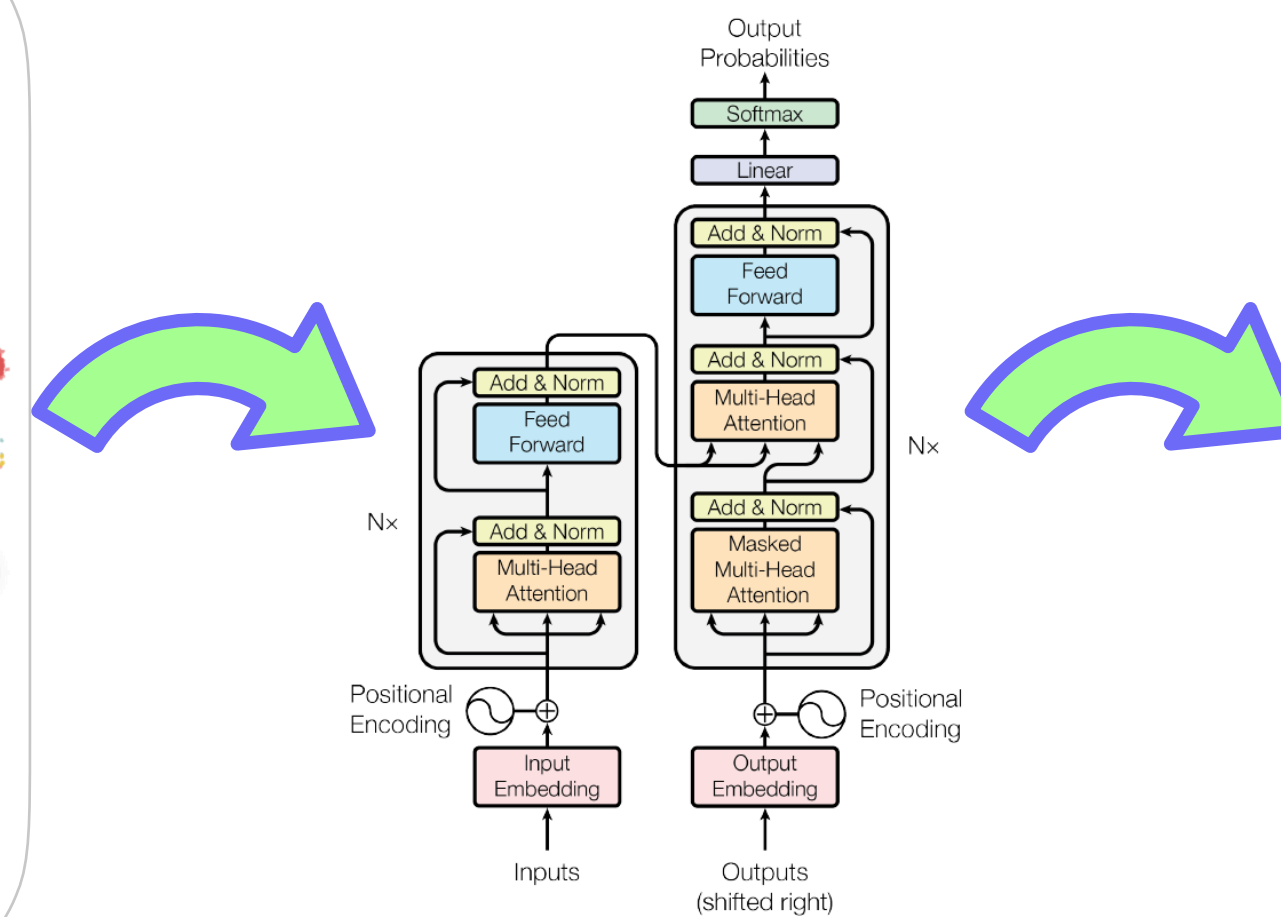 Output
Probabilities
Softmax
Linear
Add & Norm
Feed
Forward
Add & Norm
Multi-Head
Attention
Add & Norm
Masked
Multi-Head
Attention
N×
Add & Norm
Feed
Forward
N×
Add & Norm
Multi-Head
Attention
Positional
Encoding
Positional
Encoding
Input
Embedding
Output
Embedding
Inputs
Outputs
(shifted right)